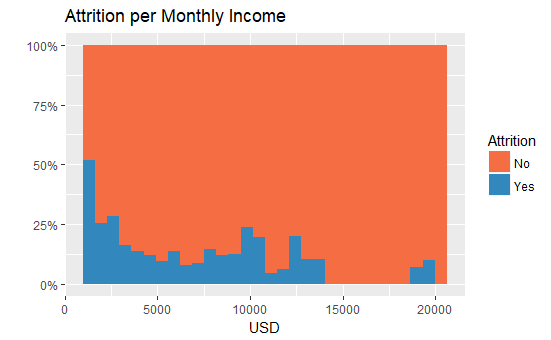 Attrition per Monthly Income
100%
75%
50%
25%
0%
0 5000 10000 15000 20000
USD
Attrition
No
Yes